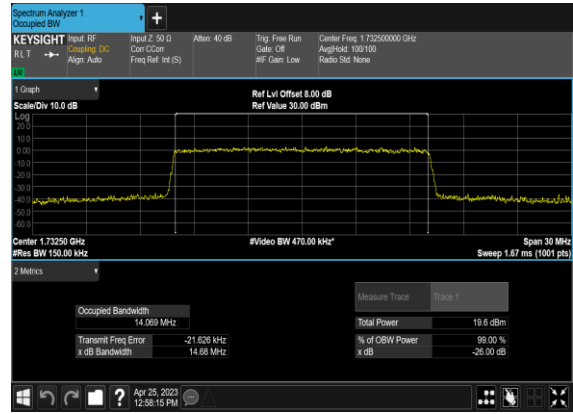 Spectrum Analyzer 1
Occupied BW
KEYSIGHT Input: RF Input Z: 50 Ω Atten: 40 dB Trig: Free Run Center Freq: 1.732500000 GHz
RLT Coupling: DC Corr CCorr Gate: Off Avg|Hold: 100/100
Align: Auto Freq Ref: Int (S) #IF Gain: Low Radio Std: None
1 Graph
Ref Lvl Offset 8.00 dB
Scale/Div 10.0 dB Ref Value 30.00 dBm
Log
20.0
10.0
0.00
-10.0
-20.0
-30.0
-40.0
-50.0
-60.0
Center 1.73250 GHz #Video BW 470.00 kHz* Span 30 MHz
#Res BW 150.00 kHz Sweep 1.67 ms (1001 pts)
2 Metrics
Measure Trace Trace 1
Occupied Bandwidth
14.069 MHz Total Power 19.6 dBm
Transmit Freq Error -21.626 kHz % of OBW Power 99.00 %
x dB Bandwidth 14.68 MHz x dB -26.00 dB
? Apr 25, 2023
12:58:15 PM